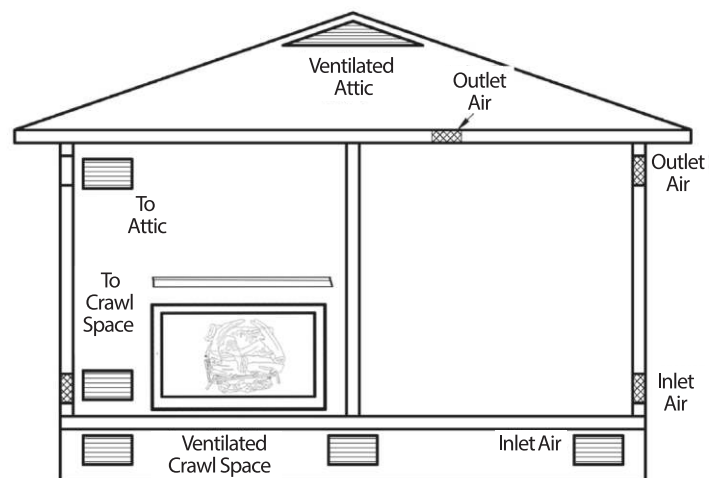 Ventilated
Attic
Outlet
Air
Outlet
Air
To
Attic
To
Crawl
Space
Inlet
Air
Ventilated
Crawl Space
Inlet Air